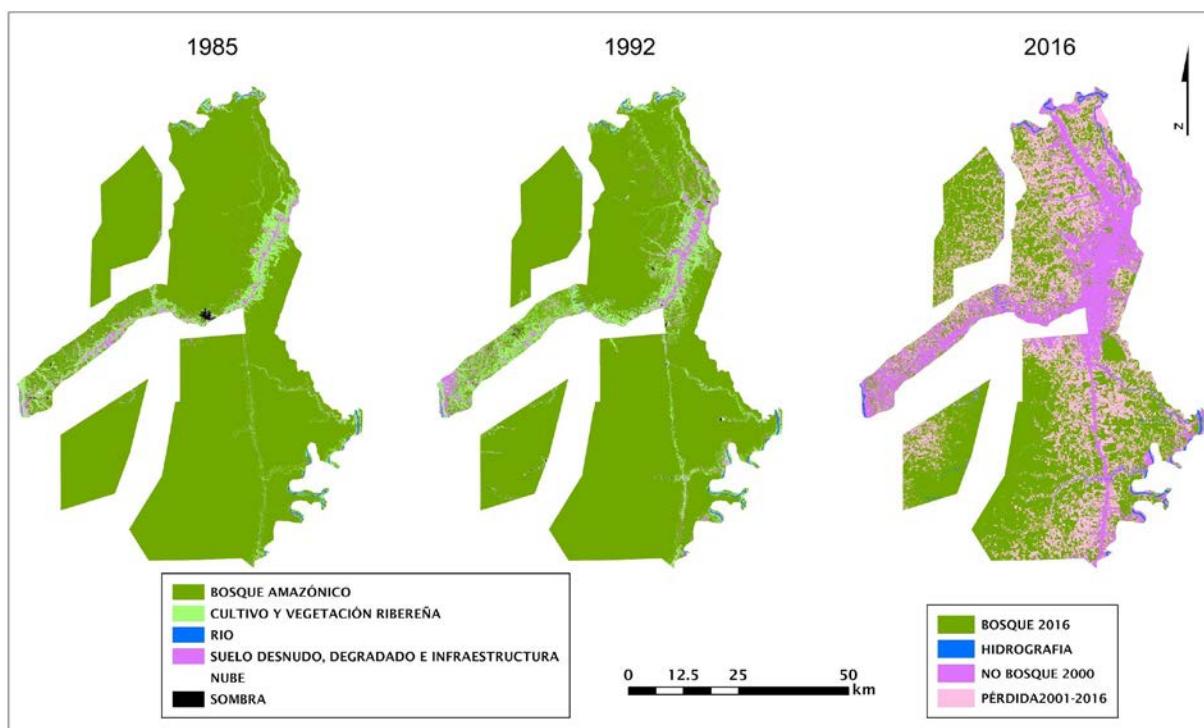 1985
1992
2016
N
BOSQUE AMAZÓNICO
CULTIVO Y VEGETACIÓN RIBEREÑA
RIO
SUELO DESNUDO, DEGRADADO E INFRAESTRUCTURA
NUBE
SOMBRA
0 12.5 25 50
km
BOSQUE 2016
HIDROGRAFIA
NO BOSQUE 2000
PÉRDIDA2001-2016